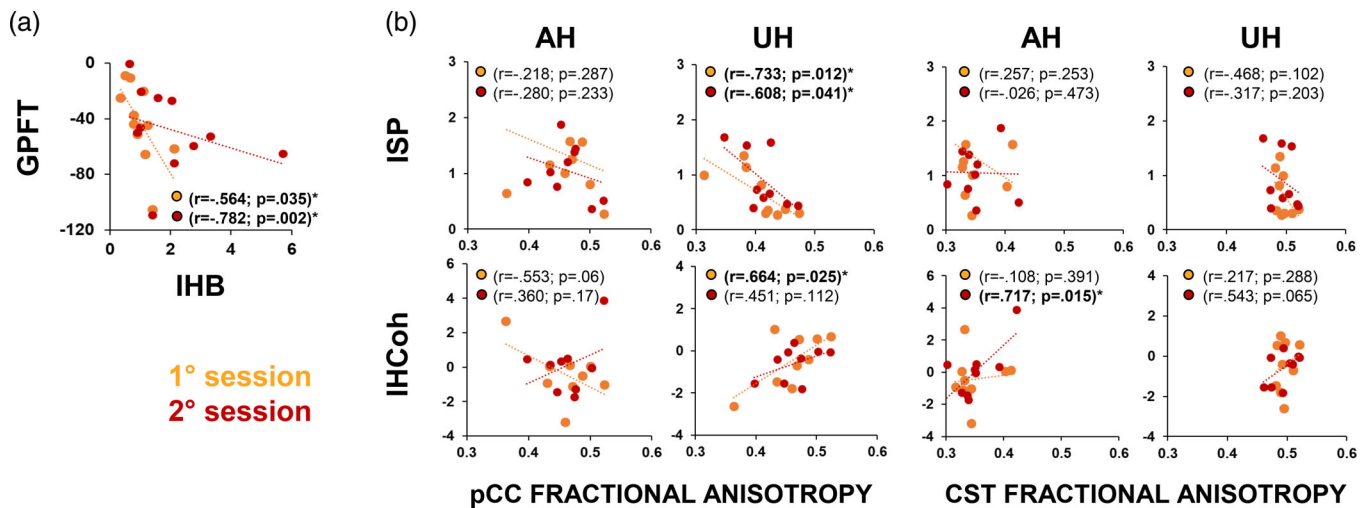 (a)
GPFT
0
-40
-80
-120
(r=-.564; p=.035)*
(r=-.782; p=.002)*
0 2 4 6
IHB
1° session
2° session
(b)
AH UH AH UH
ISP
3
2
1
0
(r=-.218; p=.287)
(r=-.280; p=.233)
0.3 0.4 0.5 0.6
3
2
1
0
(r=-.733; p=.012)*
(r=-.608; p=.041)*
0.3 0.4 0.5 0.6
3
2
1
0
(r=.257; p=.253)
(r=-.026; p=.473)
0.3 0.4 0.5 0.6
3
2
1
0
(r=-.468; p=.102)
(r=-.317; p=.203)
0.3 0.4 0.5 0.6
IHCoh
6
4
2
0
-2
-4
(r=-.553; p=.06)
(r=.360; p=.17)
0.3 0.4 0.5 0.6
4
2
0
-2
-4
(r=.664; p=.025)*
(r=.451; p=.112)
0.3 0.4 0.5 0.6
6
4
2
0
-2
-4
(r=-.108; p=.391)
(r=.717; p=.015)*
0.3 0.4 0.5 0.6
4
2
0
-2
-4
(r=.217; p=.288)
(r=.543; p=.065)
0.3 0.4 0.5 0.6
pCC FRACTIONAL ANISOTROPY
CST FRACTIONAL ANISOTROPY